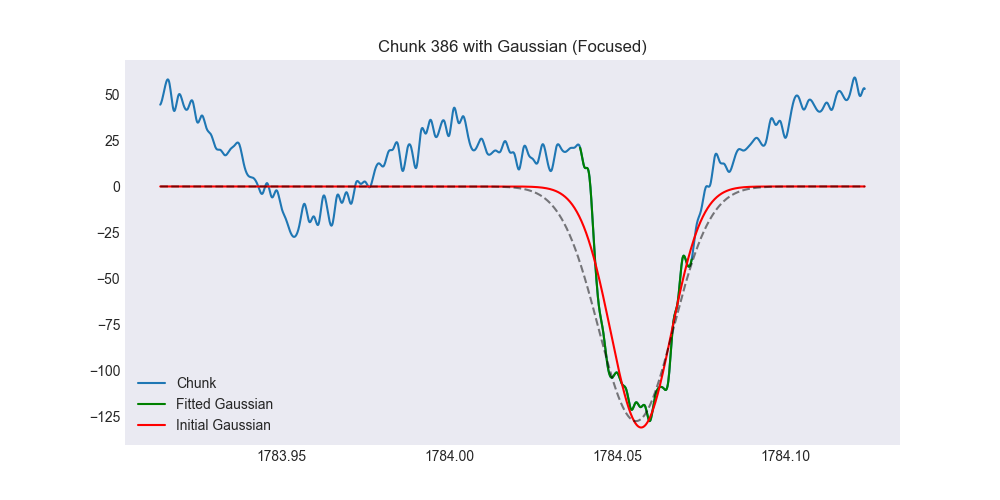 Chunk 386 with Gaussian (Focused)
50
25
0
−25
−50
−75
−100
−125
Chunk
Fitted Gaussian
Initial Gaussian
1783.95 1784.00 1784.05 1784.10